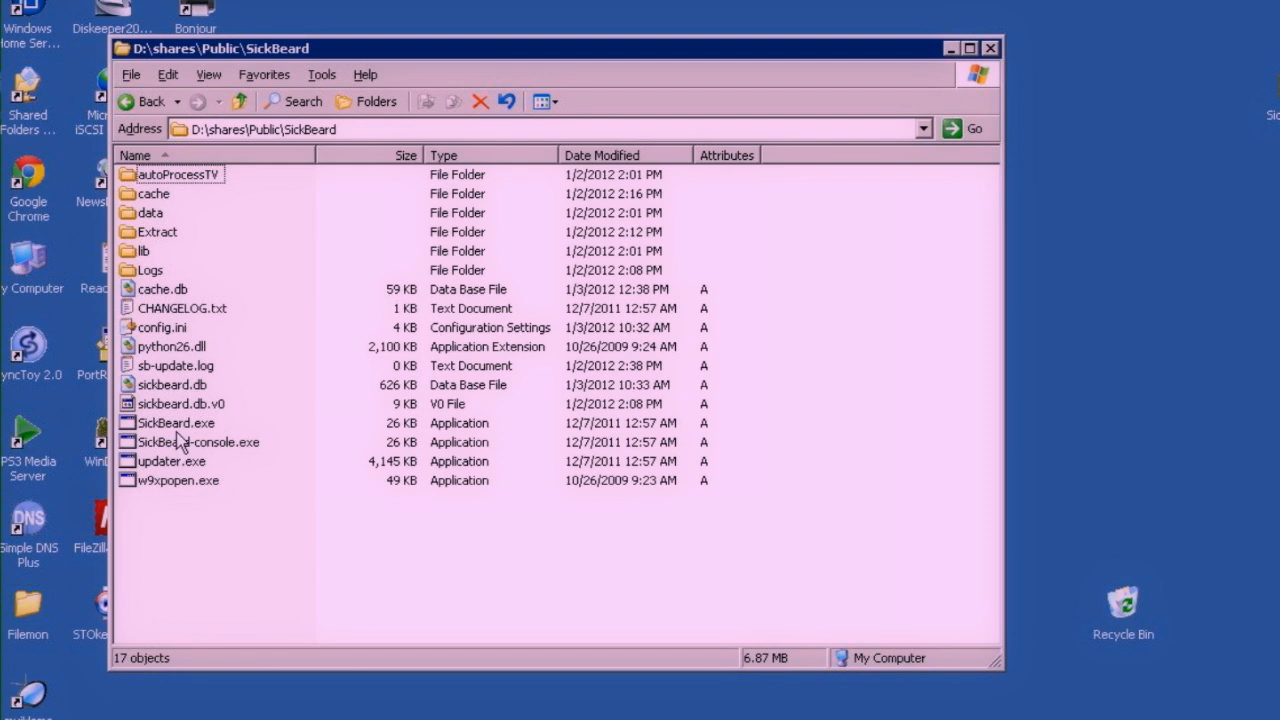 Windows
Home Ser...
Diskeeper20...
Bonjour
D:\shares\Public\SickBeard
File Edit View Favorites Tools Help
Back Search Folders
Address D:\shares\Public\SickBeard Go
Name Size Type Date Modified Attributes
autoProcessTV File Folder 1/2/2012 2:01 PM
cache File Folder 1/2/2012 2:16 PM
data File Folder 1/2/2012 2:01 PM
Extract File Folder 1/2/2012 2:12 PM
lib File Folder 1/2/2012 2:01 PM
Logs File Folder 1/2/2012 2:08 PM
cache.db 59 KB Data Base File 1/3/2012 12:38 PM A
CHANGELOG.txt 1 KB Text Document 12/7/2011 12:57 AM A
config.ini 4 KB Configuration Settings 1/3/2012 10:32 AM A
python26.dll 2,100 KB Application Extension 10/26/2009 9:24 AM A
sb-update.log 0 KB Text Document 1/2/2012 2:38 PM A
sickbeard.db 626 KB Data Base File 1/3/2012 10:33 AM A
sickbeard.db.v0 9 KB V0 File 1/2/2012 2:08 PM A
SickBeard.exe 26 KB Application 12/7/2011 12:57 AM A
SickBeard-console.exe 26 KB Application 12/7/2011 12:57 AM A
updater.exe 4,145 KB Application 12/7/2011 12:57 AM A
w9xpopen.exe 49 KB Application 10/26/2009 9:23 AM A
17 objects 6.87 MB My Computer
Shared
Folders ...
Mic
iSCSI
Google
Chrome
News
y Computer
Read
yncToy 2.0
PortR
PS3 Media
Server
Win
DNS
Simple DNS
Plus
FileZill
Filemon
STOke
Recycle Bin
Sic